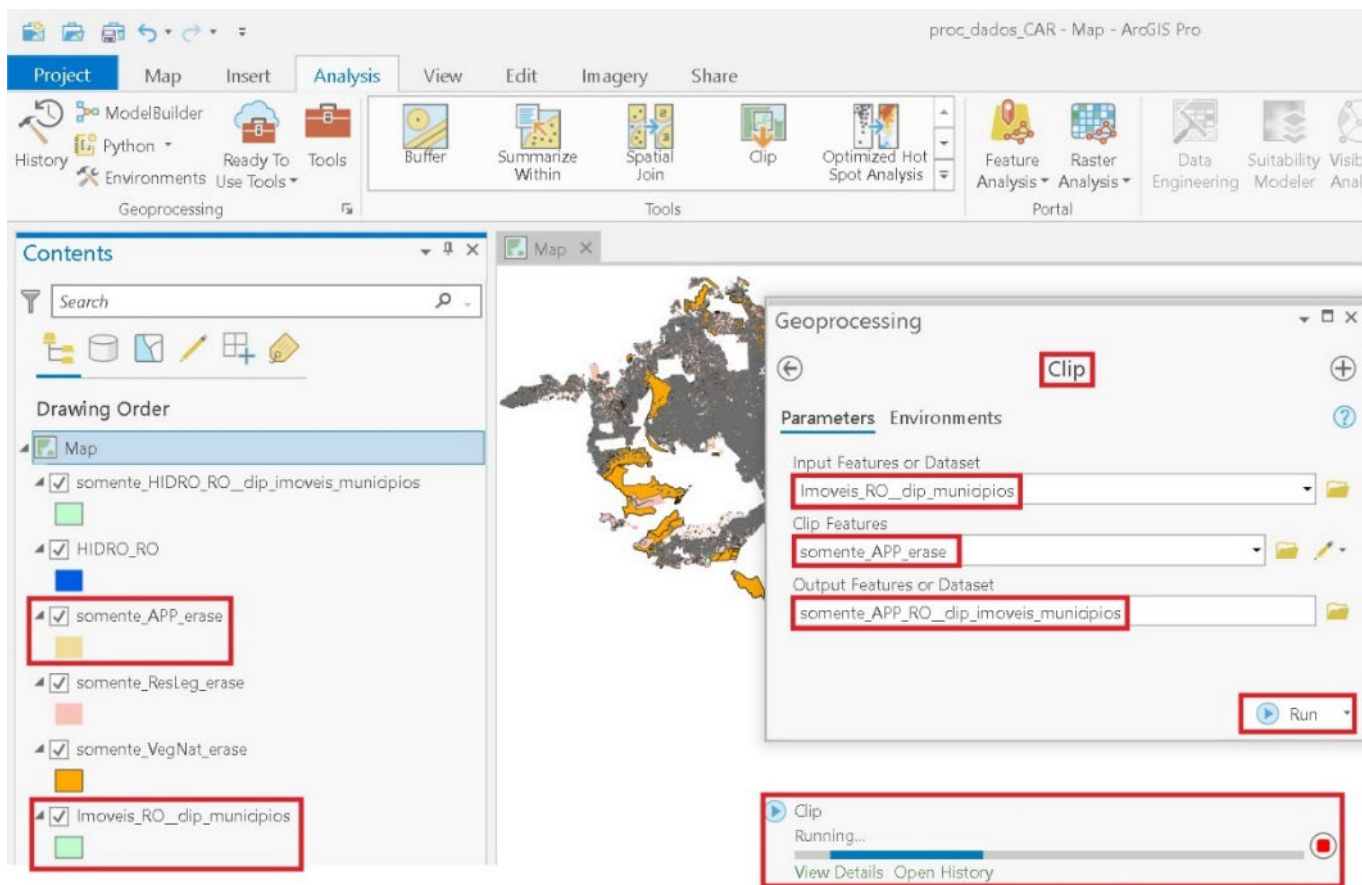 proc_dados_CAR - Map - ArcGIS Pro
Project Map Insert Analysis View Edit Imagery Share
History
ModelBuilder
Python
Environments
Ready To
Use Tools
Tools
Geoprocessing
Buffer
Summarize
Within
Spatial
Join
Clip
Optimized Hot
Spot Analysis
Tools
Feature
Analysis
Raster
Analysis
Portal
Data
Engineering
Suitability
Modeler
Contents
Search
Drawing Order
Map
somente_HIDRO_RO__clip_imoveis_municipios
HIDRO_RO
somente_APP_erase
somente_ResLeg_erase
somente_VegNat_erase
Imoveis_RO__clip_municipios
Map
Geoprocessing
Clip
Parameters Environments
Input Features or Dataset
Imoveis_RO__clip_municipios
Clip Features
somente_APP_erase
Output Features or Dataset
somente_APP_RO__clip_imoveis_municipios
Run
Clip
Running...
View Details Open History